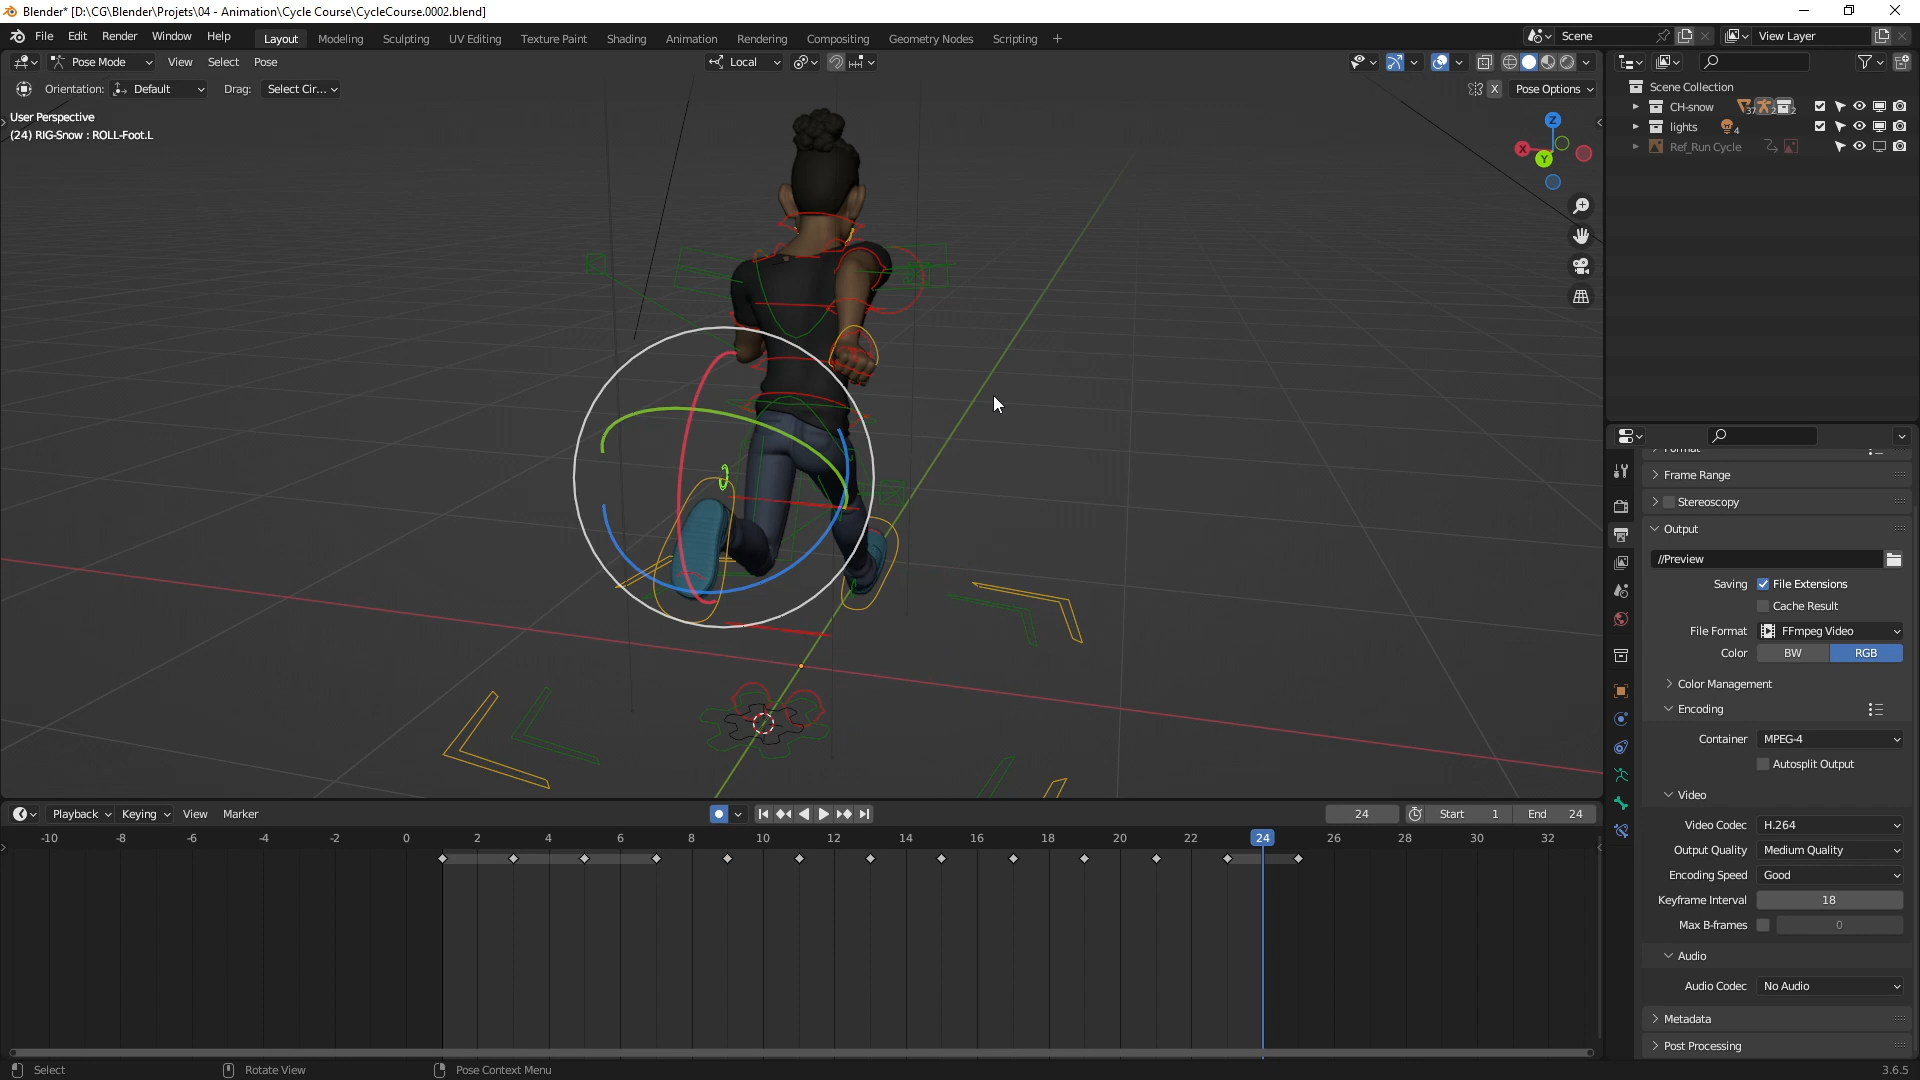 Blender* [D:\CG\Blender\Projets\04 - Animation\Cycle Course\CycleCourse.0002.blend]
File Edit Render Window Help Layout Modeling Sculpting UV Editing Texture Paint Shading Animation Rendering Compositing Geometry Nodes Scripting + Scene View Layer
Pose Mode View Select Pose Local
Orientation: Default Drag: Select Cir... X Pose Options
User Perspective
(24) RIG-Snow : ROLL-Foot.L
Z
X
Y
Scene Collection
CH-snow 37 2 2
lights 4
Ref_Run Cycle
Format
Frame Range
Stereoscopy
Output
//Preview
Saving File Extensions
Cache Result
File Format FFmpeg Video
Color BW RGB
Color Management
Encoding
Container MPEG-4
Autosplit Output
Video
Video Codec H.264
Output Quality Medium Quality
Encoding Speed Good
Keyframe Interval 18
Max B-frames 0
Audio
Audio Codec No Audio
Metadata
Post Processing
Playback Keying View Marker 24 Start 1 End 24
-10 -8 -6 -4 -2 0 2 4 6 8 10 12 14 16 18 20 22 24 26 28 30 32
Select Rotate View Pose Context Menu 3.6.5